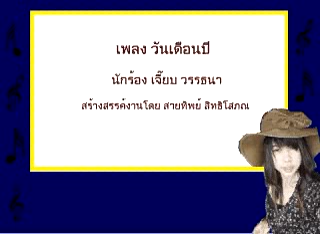 เพลง วันเดือนปี
นักร้อง เจี๊ยบ วรรธนา
สร้างสรรค์งานโดย สายทิพย์ สิทธิโสภณ